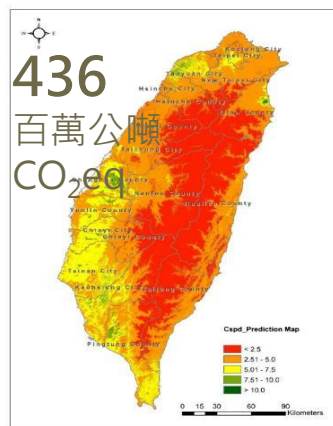 N
W E
S
436
百萬公噸
CO₂eq
Keelung City
Taipei City
Taoyuan County
New Taipei City
Hsinchu City
Hsinchu County
Ilan County
County
Taichung City
Nantou County
Hualien County
Yunlin County
Chiayi City
Chiayi County
Tainan City
Kaohsiung City
Taitung County
Pingtung County
Cspd_Prediction Map
< 2.5
2.51 - 5.0
5.01 - 7.5
7.51 - 10.0
> 10.0
0 15 30 60 90
Kilometers